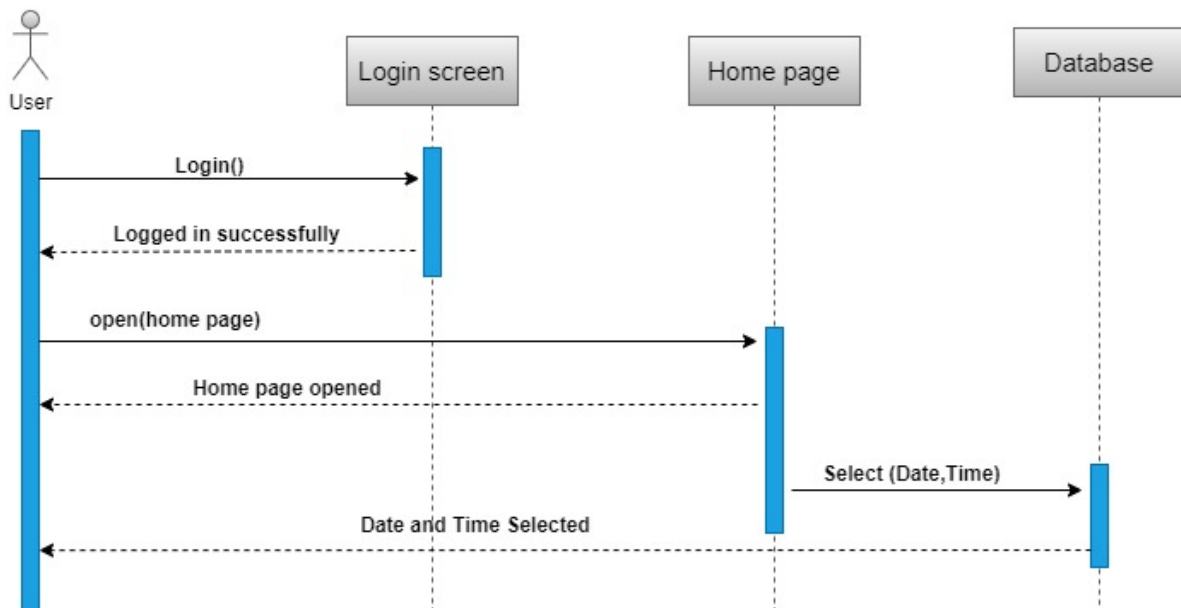 User
Login screen
Home page
Database
Login()
Logged in successfully
open(home page)
Home page opened
Select (Date,Time)
Date and Time Selected